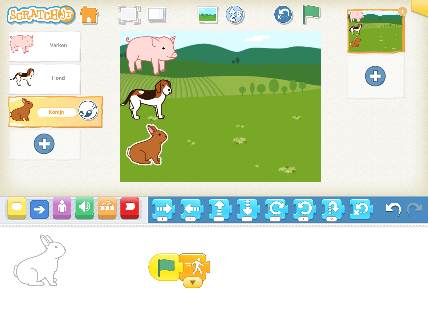 SCRATCHJr
Varken
Hond
Konijn